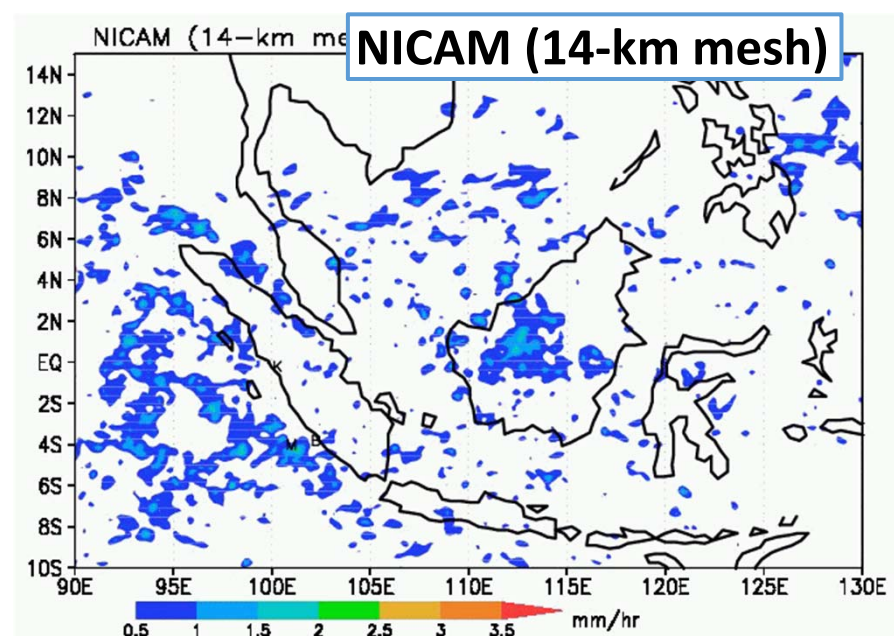 NICAM (14-km me
NICAM (14-km mesh)
14N
12N
10N
8N
6N
4N
2N
EQ
2S
4S
6S
8S
10S
K
B
M
90E 95E 100E 105E 110E 115E 120E 125E 130E
0.5 1 1.5 2 2.5 3 3.5 mm/hr